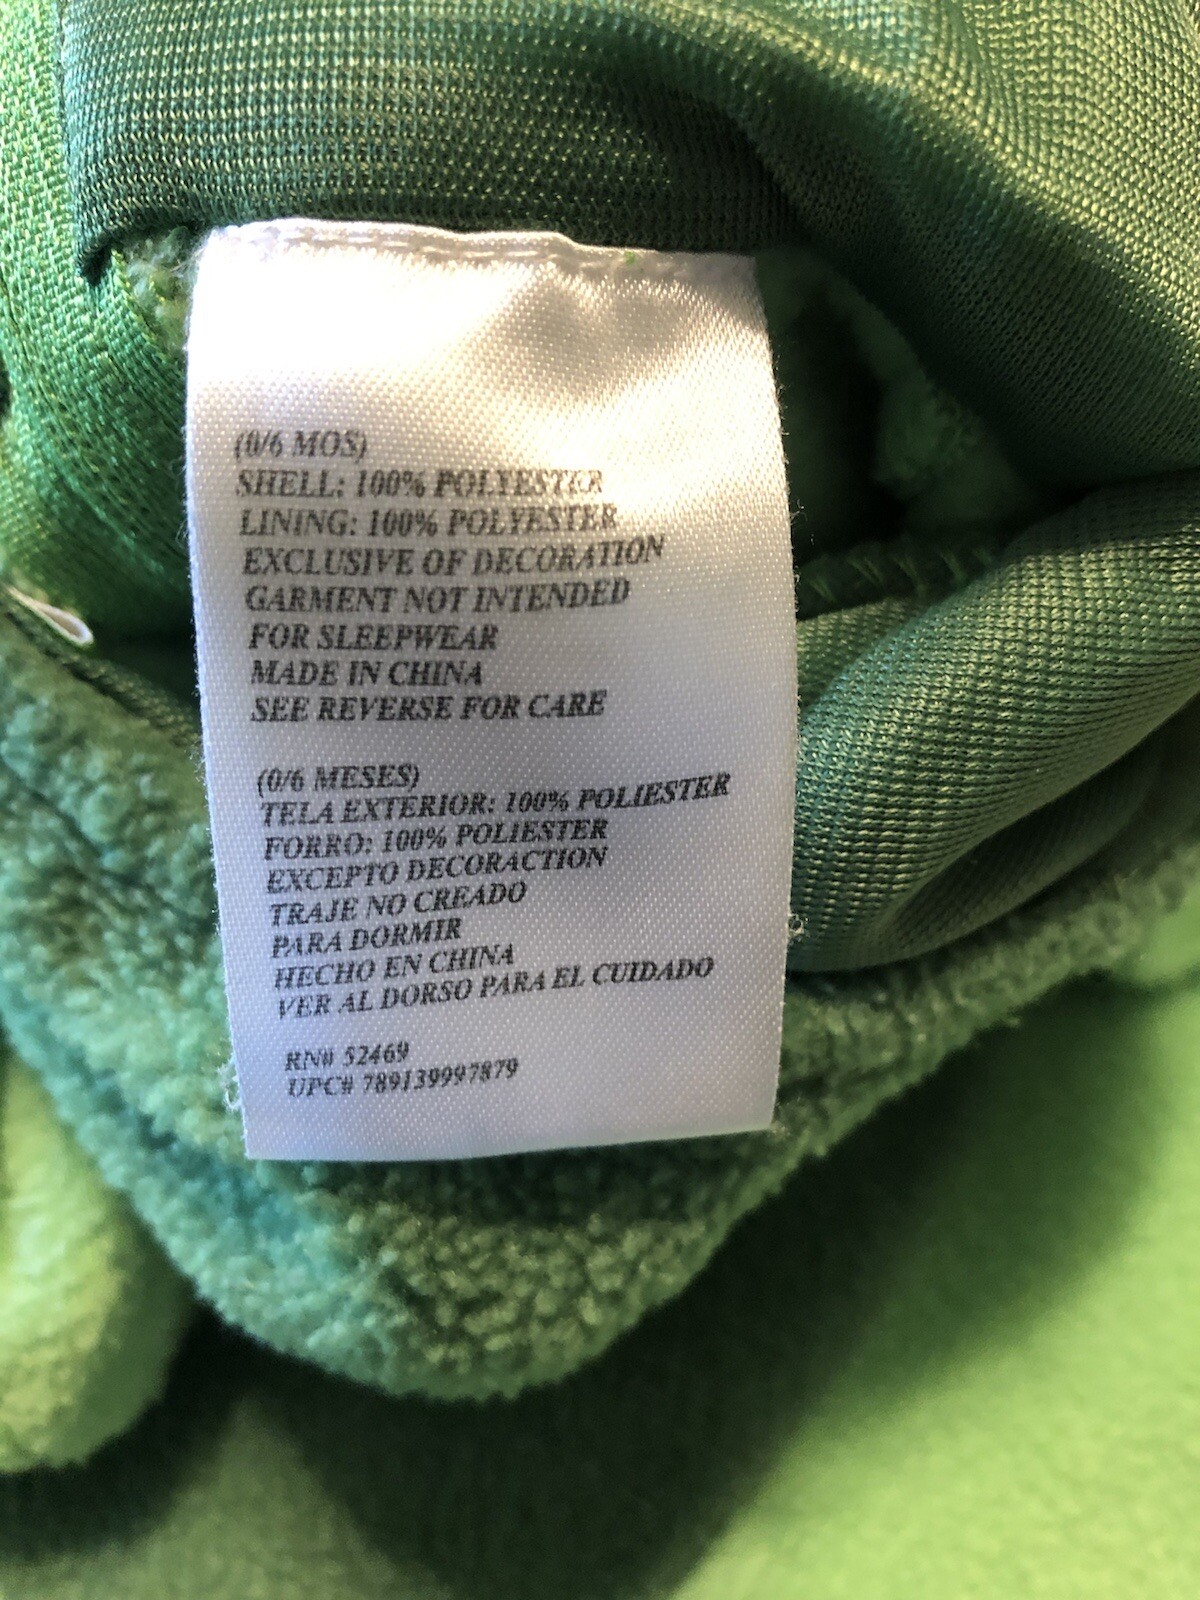 (0/6 MOS)
SHELL: 100% POLYESTER
LINING: 100% POLYESTER
EXCLUSIVE OF DECORATION
GARMENT NOT INTENDED
FOR SLEEPWEAR
MADE IN CHINA
SEE REVERSE FOR CARE
(0/6 MESES)
TELA EXTERIOR: 100% POLIESTER
FORRO: 100% POLIESTER
EXCEPTO DECORACTION
TRAJE NO CREADO
PARA DORMIR
HECHO EN CHINA
VER AL DORSO PARA EL CUIDADO
RN# 52469
UPC# 789139997879